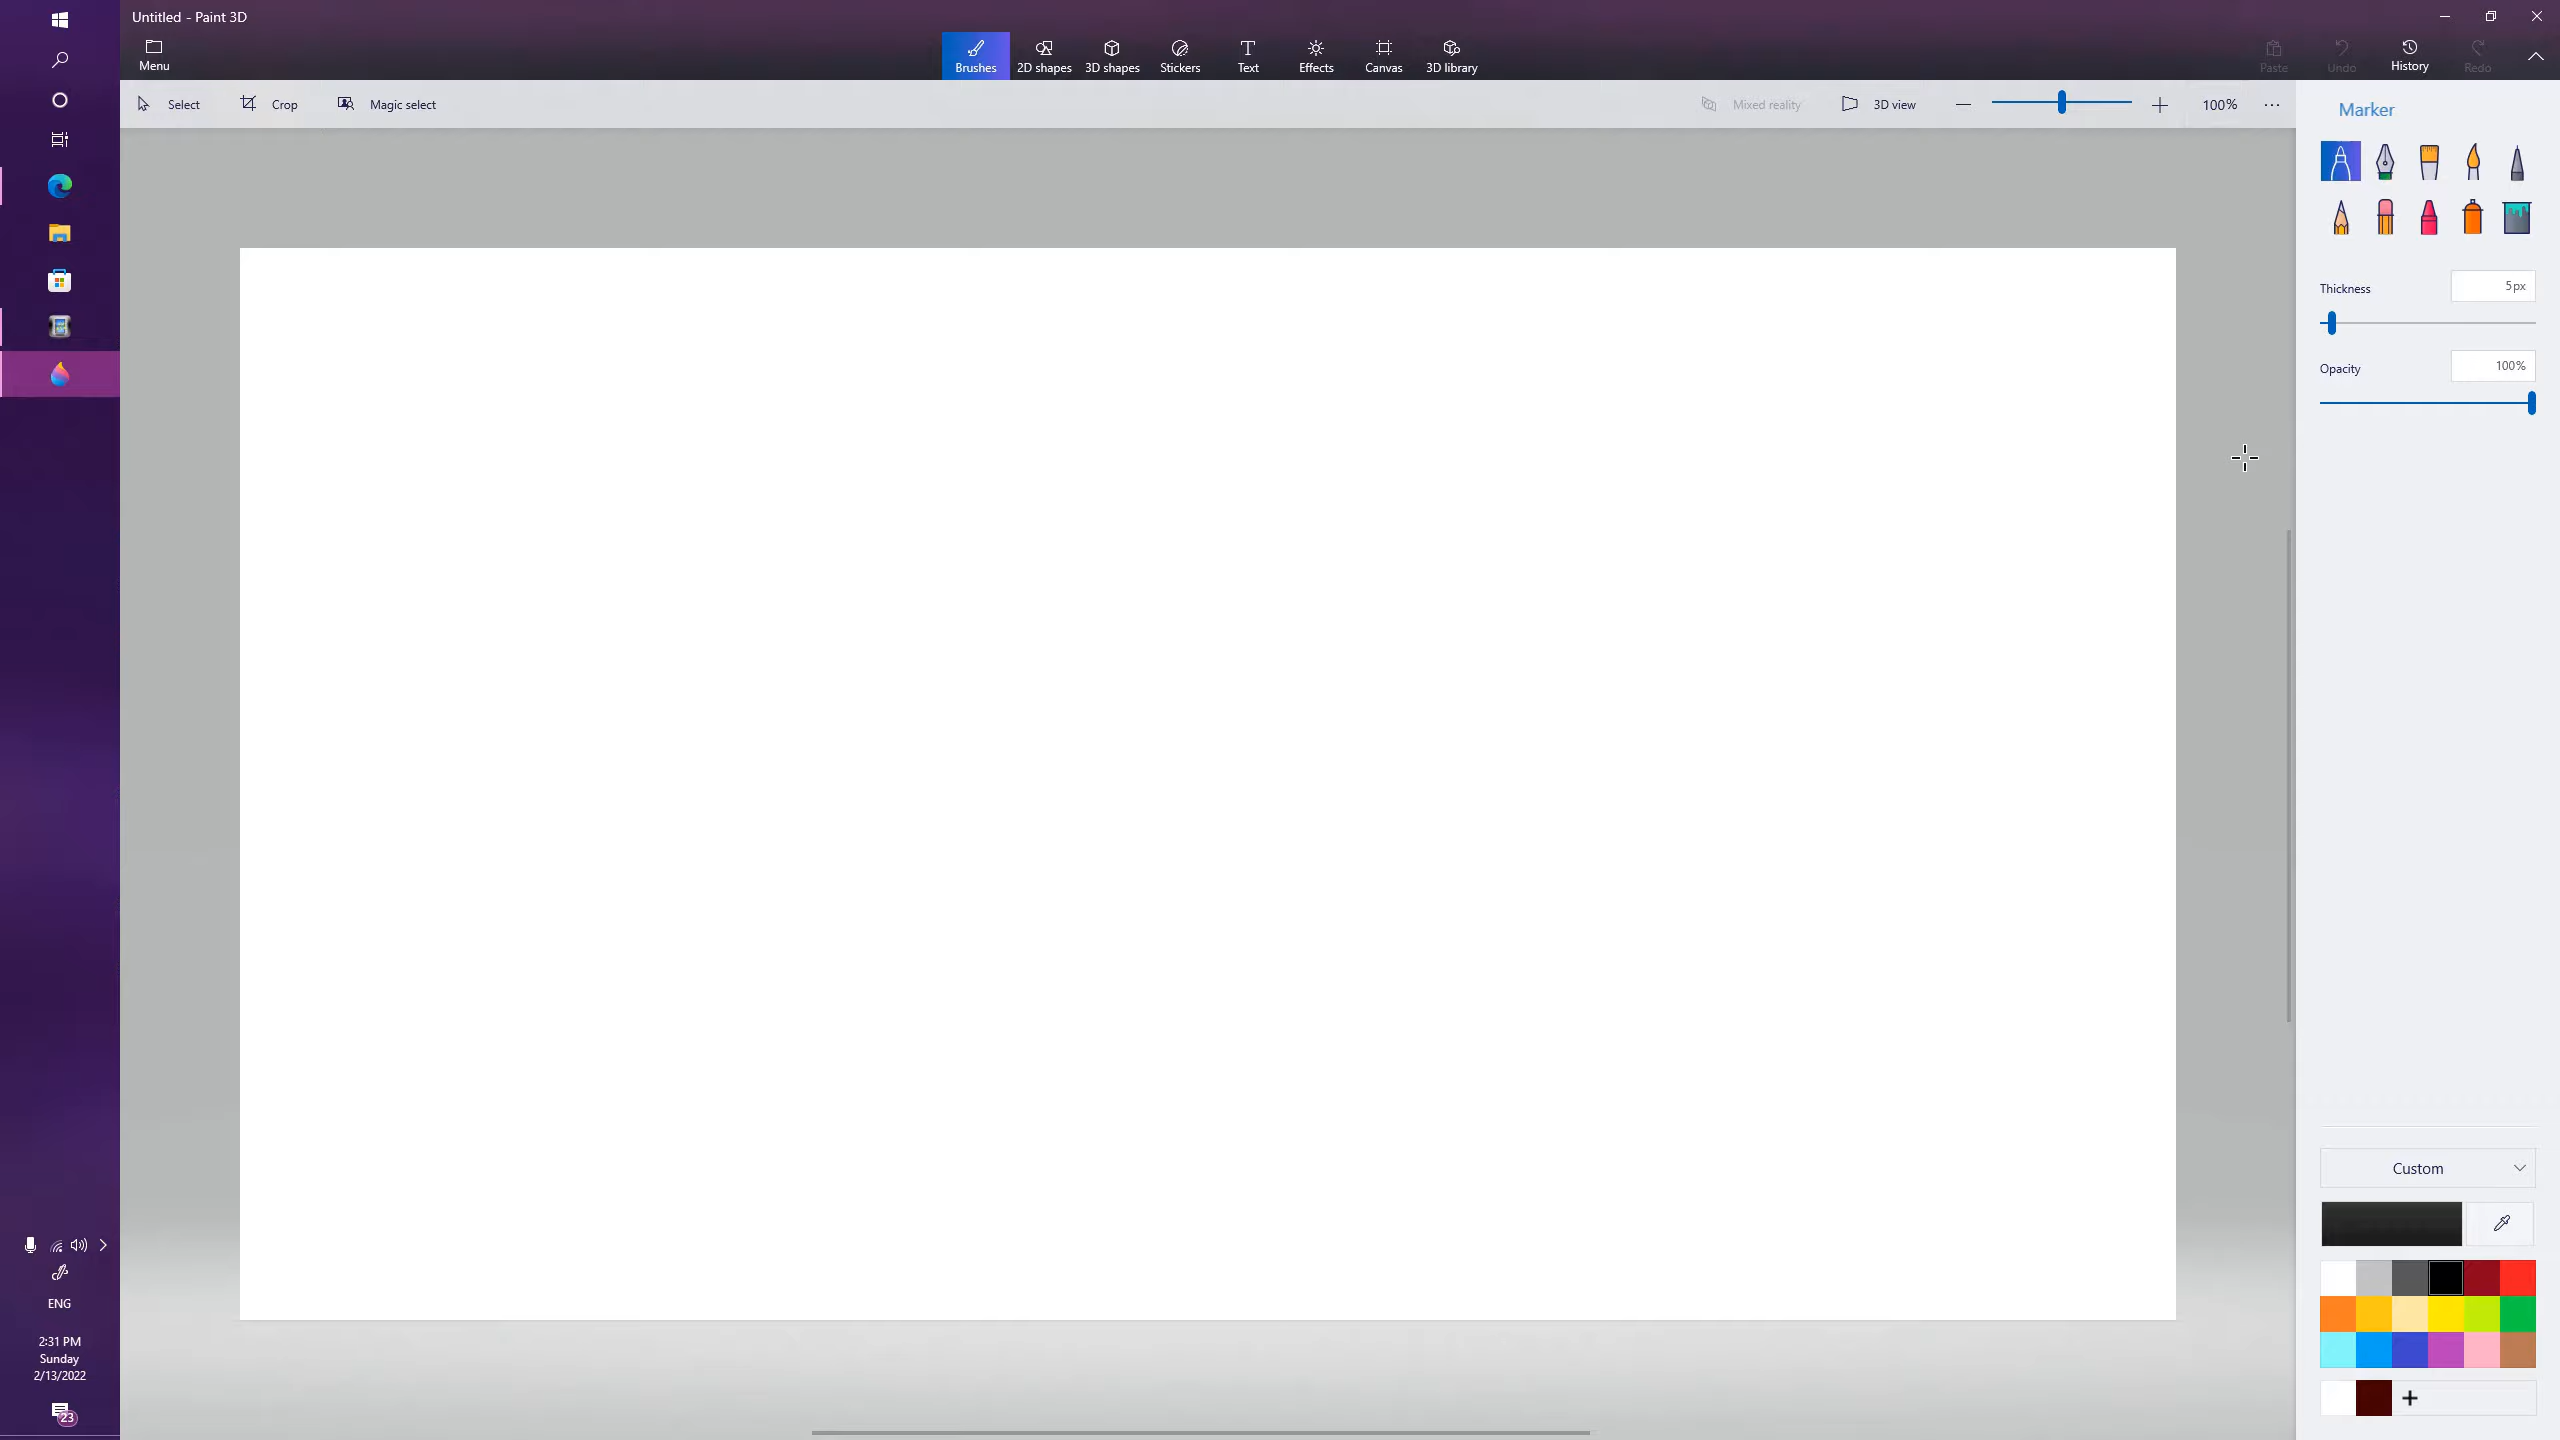 Untitled - Paint 3D
Menu
Brushes
2D shapes
3D shapes
Stickers
Text
Effects
Canvas
3D library
Paste
Undo
History
Redo
Select
Crop
Magic select
Mixed reality
3D view
100%
Marker
Thickness
5px
Opacity
100%
Custom
ENG
2:31 PM
Sunday
2/13/2022
23